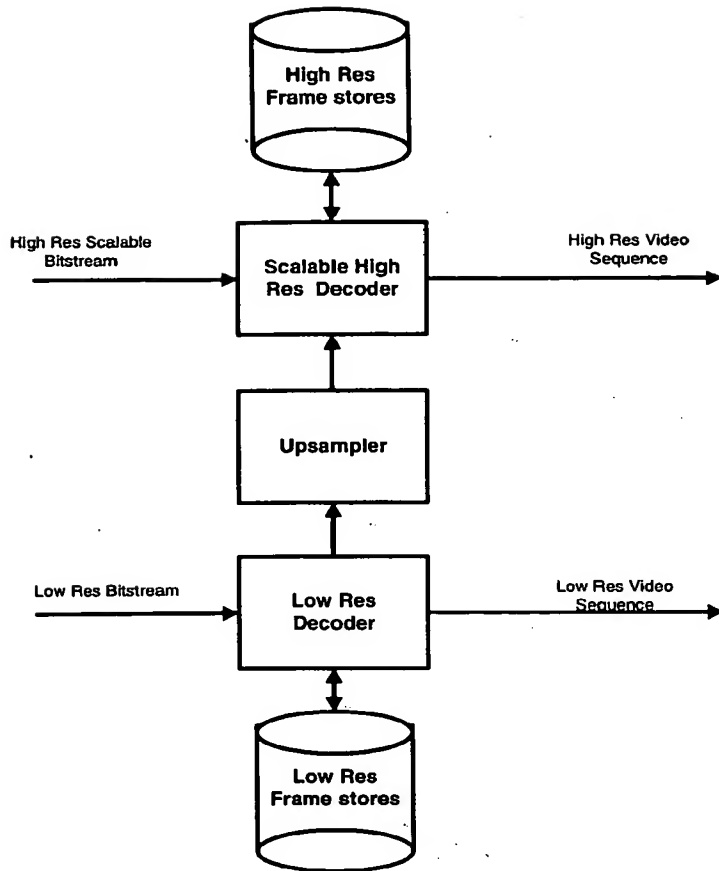 High Res
Frame stores
High Res Scalable
Bitstream
Scalable High
Res Decoder
High Res Video
Sequence
Upsampler
Low Res Bitstream
Low Res
Decoder
Low Res Video
Sequence
Low Res
Frame stores